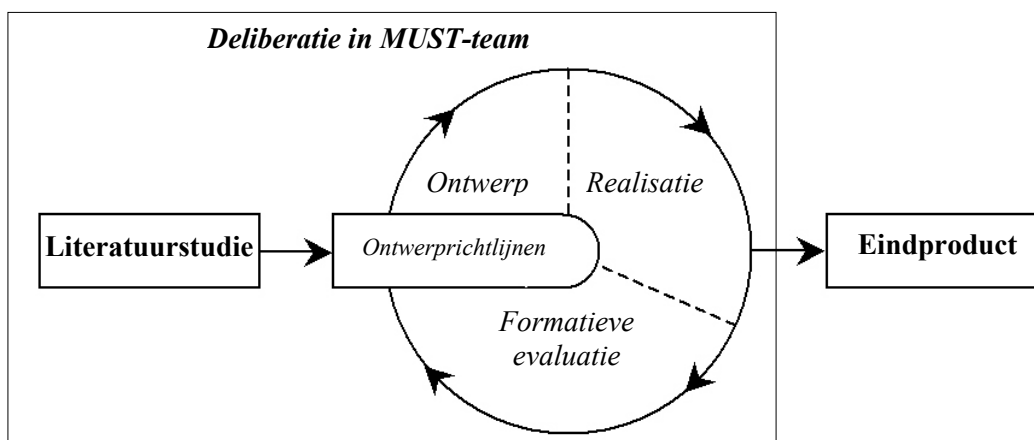 Deliberatie in MUST-team
Ontwerp
Realisatie
Literatuurstudie
Ontwerprichtlijnen
Eindproduct
Formatieve
evaluatie